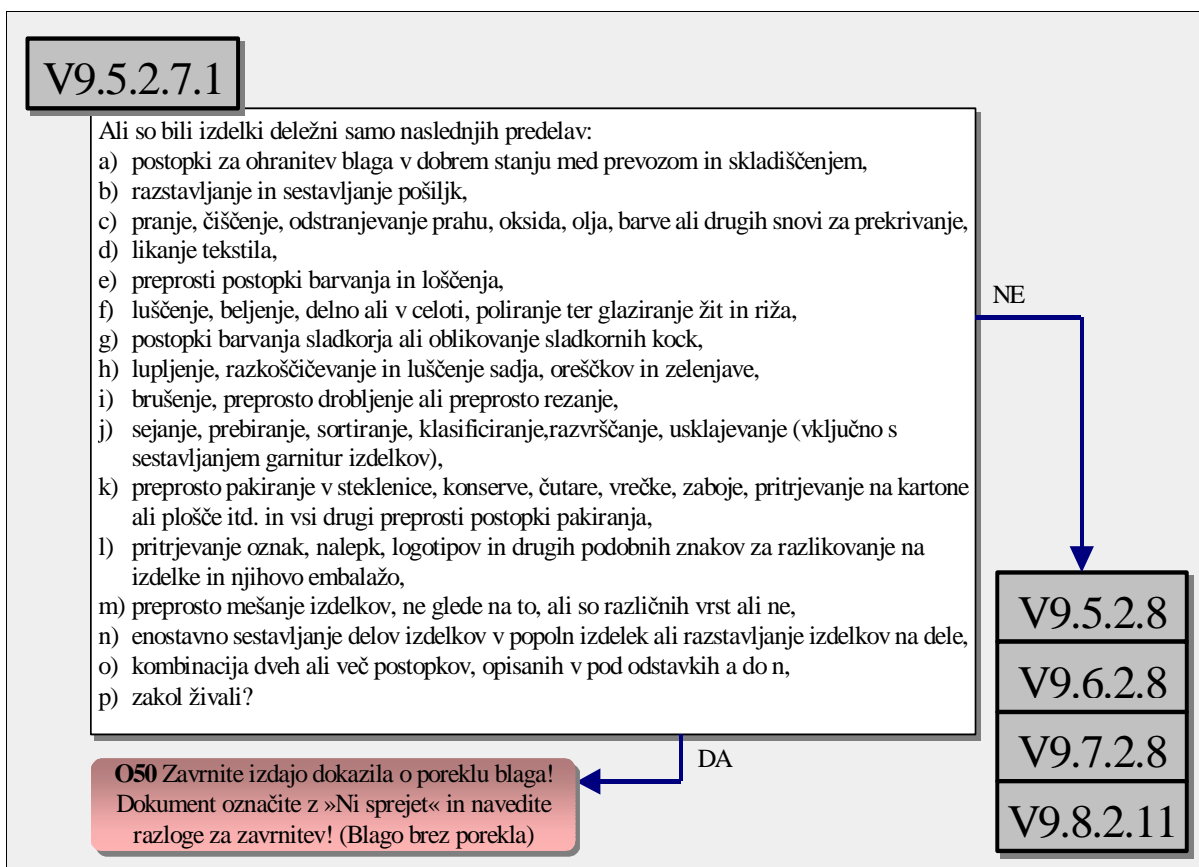 V9.5.2.7.1
Ali so bili izdelki deležni samo naslednjih predelav:
a) postopki za ohranitev blaga v dobrem stanju med prevozom in skladiščenjem,
b) razstavljanje in sestavljanje pošiljk,
c) pranje, čiščenje, odstranjevanje prahu, oksida, olja, barve ali drugih snovi za prekrivanje,
d) likanje tekstila,
e) preprosti postopki barvanja in loščenja,
f) luščenje, beljenje, delno ali v celoti, poliranje ter glaziranje žit in riža,
g) postopki barvanja sladkorja ali oblikovanje sladkornih kock,
h) lupljenje, razkoščičevanje in luščenje sadja, oreščkov in zelenjave,
i) brušenje, preprosto drobljenje ali preprosto rezanje,
j) sejanje, prebiranje, sortiranje, klasificiranje,razvrščanje, usklajevanje (vključno s
sestavljanjem garnitur izdelkov),
k) preprosto pakiranje v steklenice, konserve, čutare, vrečke, zaboje, pritrjevanje na kartone
ali plošče itd. in vsi drugi preprosti postopki pakiranja,
l) pritrjevanje oznak, nalepk, logotipov in drugih podobnih znakov za razlikovanje na
izdelke in njihovo embalažo,
m) preprosto mešanje izdelkov, ne glede na to, ali so različnih vrst ali ne,
n) enostavno sestavljanje delov izdelkov v popoln izdelek ali razstavljanje izdelkov na dele,
o) kombinacija dveh ali več postopkov, opisanih v pod odstavkih a do n,
p) zakol živali?
NE
DA
O50 Zavrnite izdajo dokazila o poreklu blaga!
Dokument označite z »Ni sprejet« in navedite
razloge za zavrnitev! (Blago brez porekla)
V9.5.2.8
V9.6.2.8
V9.7.2.8
V9.8.2.11